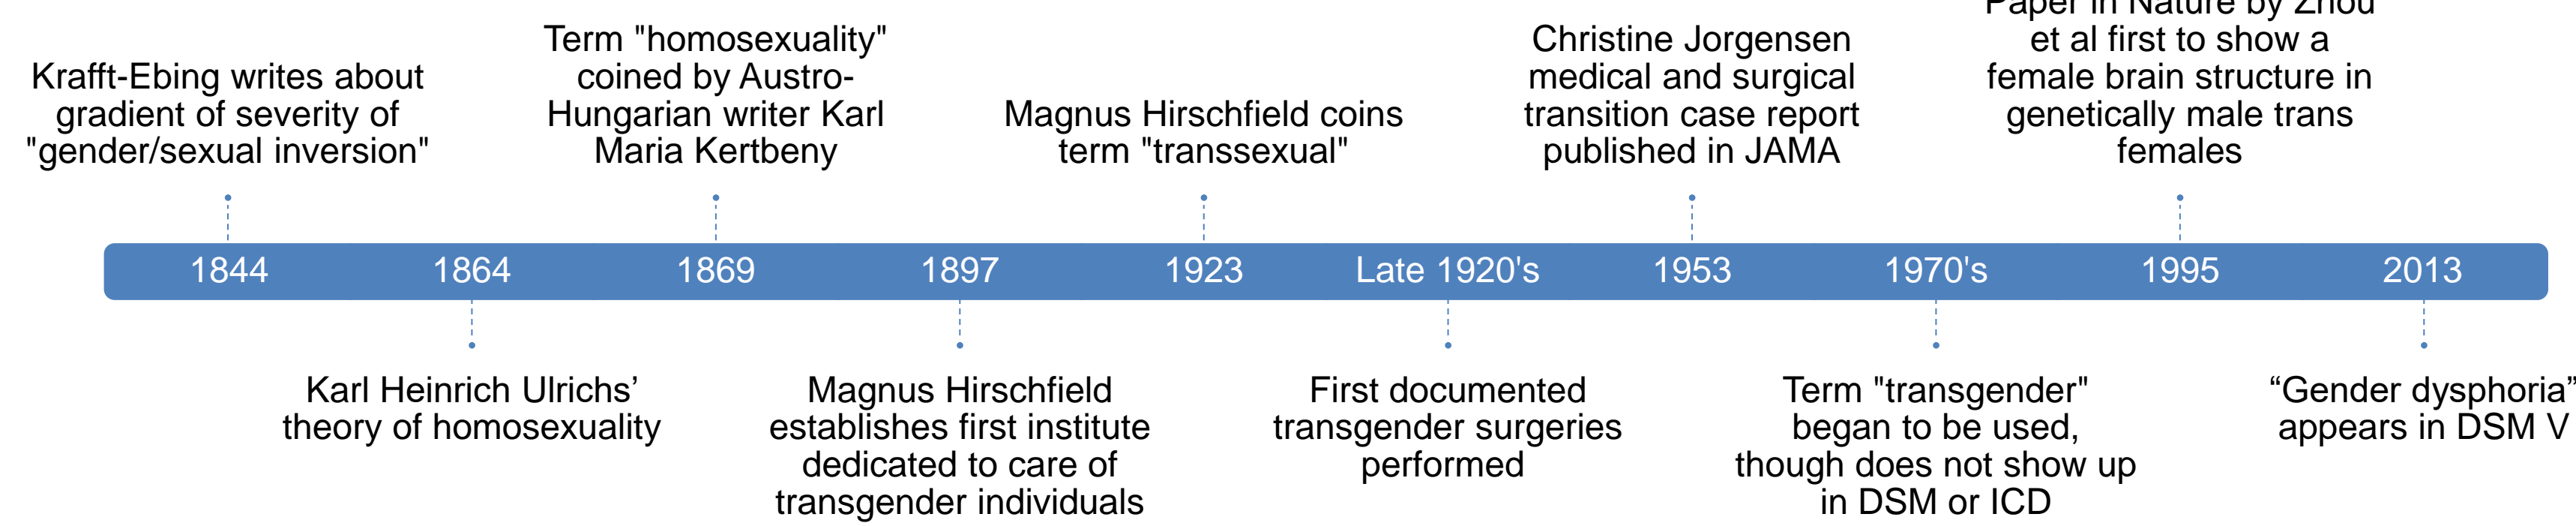 Krafft-Ebing writes about
gradient of severity of
"gender/sexual inversion"
Term "homosexuality"
coined by Austro-
Hungarian writer Karl
Maria Kertbeny
Magnus Hirschfield coins
term "transsexual"
Christine Jorgensen
medical and surgical
transition case report
published in JAMA
Paper in Nature by Zhou
et al first to show a
female brain structure in
genetically male trans
females
1844 1864 1869 1897 1923 Late 1920's 1953 1970's 1995 2013
Karl Heinrich Ulrichs’
theory of homosexuality
Magnus Hirschfield
establishes first institute
dedicated to care of
transgender individuals
First documented
transgender surgeries
performed
Term "transgender"
began to be used,
though does not show up
in DSM or ICD
“Gender dysphoria”
appears in DSM V